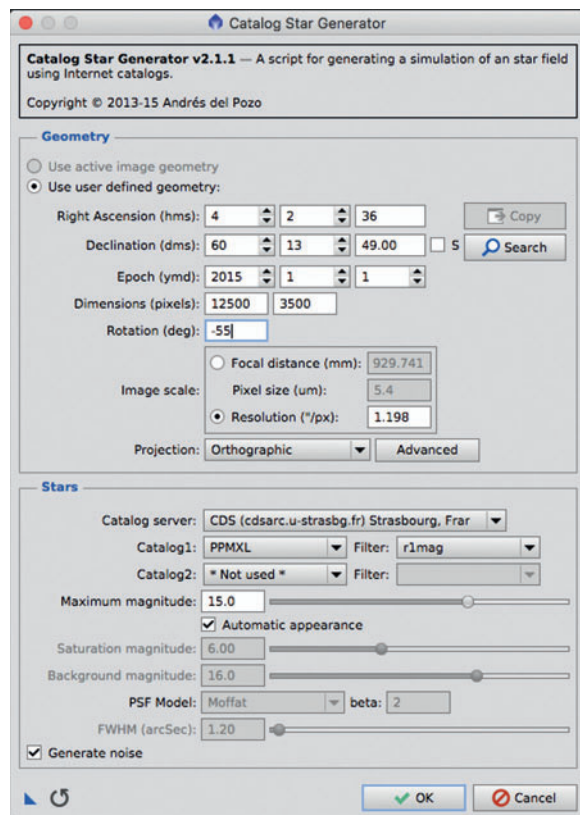 Catalog Star Generator
Catalog Star Generator v2.1.1 — A script for generating a simulation of an star field
using Internet catalogs.
Copyright © 2013-15 Andrés del Pozo
Geometry
Use active image geometry
Use user defined geometry:
Right Ascension (hms): 4 2 36 Copy
Declination (dms): 60 13 49.00 S Search
Epoch (ymd): 2015 1 1
Dimensions (pixels): 12500 3500
Rotation (deg): -55
Focal distance (mm): 929.741
Image scale: Pixel size (um): 5.4
Resolution ("/px): 1.198
Projection: Orthographic Advanced
Stars
Catalog server: CDS (cdsarc.u-strasbg.fr) Strasbourg, Frar
Catalog1: PPMXL Filter: r1mag
Catalog2: * Not used * Filter:
Maximum magnitude: 15.0
Automatic appearance
Saturation magnitude: 6.00
Background magnitude: 16.0
PSF Model: Moffat beta: 2
FWHM (arcSec): 1.20
Generate noise
OK Cancel